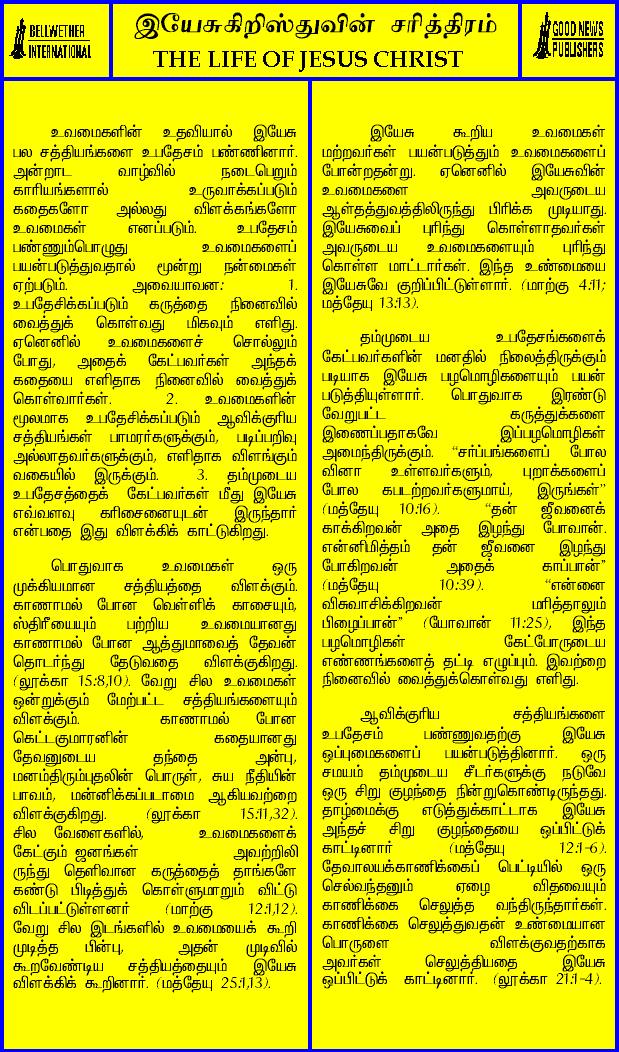 BELLWETHER
INTERNATIONAL
இயேசுகிறிஸ்துவின் சரித்திரம்
THE LIFE OF JESUS CHRIST
GOOD NEWS
PUBLISHERS
உவமைகளின் உதவியால் இயேசு
பல சத்தியங்களை உபதேசம் பண்ணினார்.
அன்றாட வாழ்வில் நடைபெறும்
காரியங்களால் உருவாக்கப்படும்
கதைகளோ அல்லது விளக்கங்களோ
உவமைகள் எனப்படும். உபதேசம்
பண்ணும்பொழுது உவமைகளைப்
பயன்படுத்துவதால் மூன்று நன்மைகள்
ஏற்படும். அவையாவன: 1.
உபதேசிக்கப்படும் கருத்தை நினைவில்
வைத்துக் கொள்வது மிகவும் எளிது.
ஏனெனில் உவமைகளைச் சொல்லும்
போது, அதைக் கேட்பவர்கள் அந்தக்
கதையை எளிதாக நினைவில் வைத்துக்
கொள்வார்கள். 2. உவமைகளின்
மூலமாக உபதேசிக்கப்படும் ஆவிக்குரிய
சத்தியங்கள் பாமரர்களுக்கும், படிப்பறிவு
அல்லாதவர்களுக்கும், எளிதாக விளங்கும்
வகையில் இருக்கும். 3. தம்முடைய
உபதேசத்தைக் கேட்பவர்கள் மீது இயேசு
எவ்வளவு கரிசனையுடன் இருந்தார்
என்பதை இது விளக்கிக் காட்டுகிறது.
பொதுவாக உவமைகள் ஒரு
முக்கியமான சத்தியத்தை விளக்கும்.
காணாமல் போன வெள்ளிக் காசையும்,
ஸ்திரீயையும் பற்றிய உவமையானது
காணாமல் போன ஆத்துமாவைத் தேவன்
தொடர்ந்து தேடுவதை விளக்குகிறது.
(லூக்கா 15:8,10). வேறு சில உவமைகள்
ஒன்றுக்கும் மேற்பட்ட சத்தியங்களையும்
விளக்கும். காணாமல் போன
கெட்டகுமாரனின் கதையானது
தேவனுடைய தந்தை அன்பு,
மனம்திரும்புதலின் பொருள், சுய நீதியின்
பாவம், மன்னிக்கப்படாமை ஆகியவற்றை
விளக்குகிறது. (லூக்கா 15:11,32).
சில வேளைகளில், உவமைகளைக்
கேட்கும் ஜனங்கள் அவற்றிலி
ருந்து தெளிவான கருத்தைத் தாங்களே
கண்டு பிடித்துக் கொள்ளுமாறும் விட்டு
விடப்பட்டுள்ளனர் (மாற்கு 12:1,12).
வேறு சில இடங்களில் உவமையைக் கூறி
முடித்த பின்பு, அதன் முடிவில்
கூறவேண்டிய சத்தியத்தையும் இயேசு
விளக்கிக் கூறினார். (மத்தேயு 25:1,13).
இயேசு கூறிய உவமைகள்
மற்றவர்கள் பயன்படுத்தும் உவமைகளைப்
போன்றதன்று. ஏனெனில் இயேசுவின்
உவமைகளை அவருடைய
ஆள்தத்துவத்திலிருந்து பிரிக்க முடியாது.
இயேசுவைப் புரிந்து கொள்ளாதவர்கள்
அவருடைய உவமைகளையும் புரிந்து
கொள்ள மாட்டார்கள். இந்த உண்மையை
இயேசுவே குறிப்பிட்டுள்ளார். (மாற்கு 4:11;
மத்தேயு 13:13).
தம்முடைய உபதேசங்களைக்
கேட்பவர்களின் மனதில் நிலைத்திருக்கும்
படியாக இயேசு பழமொழிகளையும் பயன்
படுத்தியுள்ளார். பொதுவாக இரண்டு
வேறுபட்ட கருத்துக்களை
இணைப்பதாகவே இப்பழமொழிகள்
அமைந்திருக்கும். “சர்ப்பங்களைப் போல
வினா உள்ளவர்களும், புறாக்களைப்
போல கபடற்றவர்களுமாய், இருங்கள்”
(மத்தேயு 10:16). “தன் ஜீவனைக்
காக்கிறவன் அதை இழந்து போவான்.
என்னிமித்தம் தன் ஜீவனை இழந்து
போகிறவன் அதைக் காப்பான்”
(மத்தேயு 10:39). “என்னை
விசுவாசிக்கிறவன் மரித்தாலும்
பிழைப்பான்” (யோவான் 11:25), இந்த
பழமொழிகள் கேட்போருடைய
எண்ணங்களைத் தட்டி எழுப்பும். இவற்றை
நினைவில் வைத்துக்கொள்வது எளிது.
ஆவிக்குரிய சத்தியங்களை
உபதேசம் பண்ணுவதற்கு இயேசு
ஒப்புமைகளைப் பயன்படுத்தினார். ஒரு
சமயம் தம்முடைய சீடர்களுக்கு நடுவே
ஒரு சிறு குழந்தை நின்றுகொண்டிருந்தது.
தாழ்மைக்கு எடுத்துக்காட்டாக இயேசு
அந்தச் சிறு குழந்தையை ஒப்பிட்டுக்
காட்டினார் (மத்தேயு 12:1-6).
தேவாலயக்காணிக்கைப் பெட்டியில் ஒரு
செல்வந்தனும் ஏழை விதவையும்
காணிக்கை செலுத்த வந்திருந்தார்கள்.
காணிக்கை செலுத்துவதன் உண்மையான
பொருளை விளக்குவதற்காக
அவர்கள் செலுத்தியதை இயேசு
ஒப்பிட்டுக் காட்டினார். (லூக்கா 21:1-4).